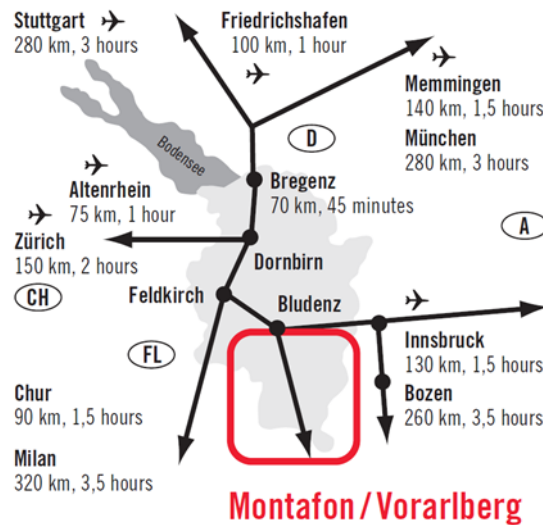 Stuttgart
280 km, 3 hours
Friedrichshafen
100 km, 1 hour
Memmingen
140 km, 1,5 hours
München
280 km, 3 hours
D
Bodensee
Altenrhein
75 km, 1 hour
Bregenz
70 km, 45 minutes
A
Zürich
150 km, 2 hours
Dornbirn
CH
Feldkirch
Bludenz
FL
Innsbruck
130 km, 1,5 hours
Bozen
260 km, 3,5 hours
Chur
90 km, 1,5 hours
Milan
320 km, 3,5 hours
Montafon / Vorarlberg